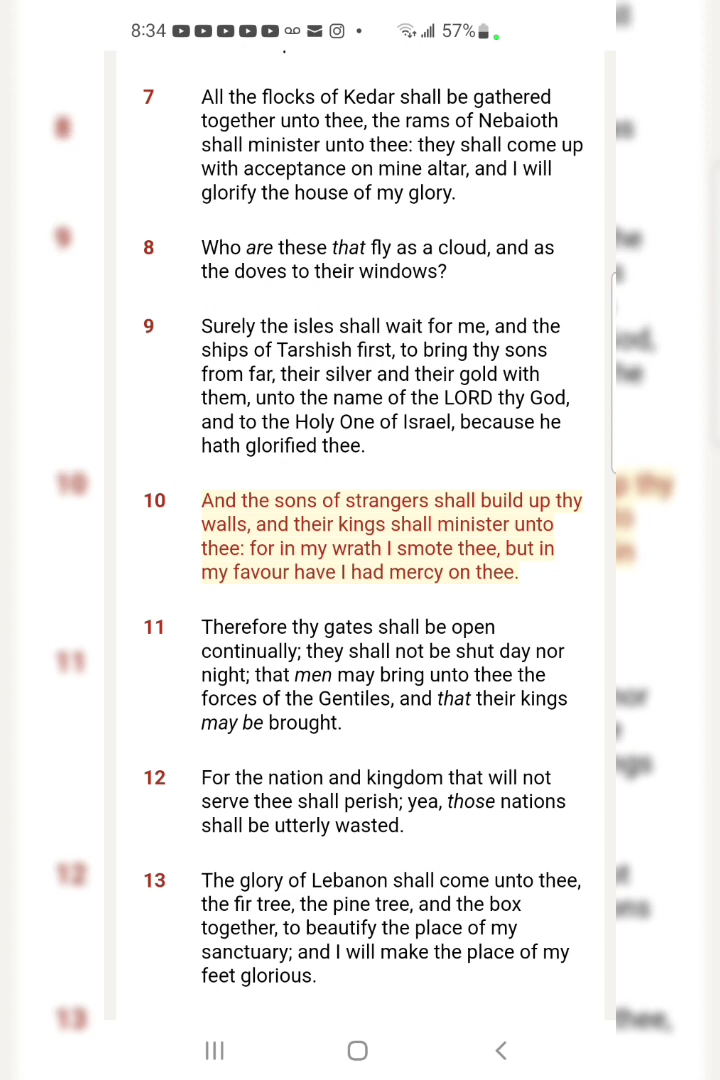 8:34 57%
7 All the flocks of Kedar shall be gathered
together unto thee, the rams of Nebaioth
shall minister unto thee: they shall come up
with acceptance on mine altar, and I will
glorify the house of my glory.
8 Who are these that fly as a cloud, and as
the doves to their windows?
9 Surely the isles shall wait for me, and the
ships of Tarshish first, to bring thy sons
from far, their silver and their gold with
them, unto the name of the LORD thy God,
and to the Holy One of Israel, because he
hath glorified thee.
10 And the sons of strangers shall build up thy
walls, and their kings shall minister unto
thee: for in my wrath I smote thee, but in
my favour have I had mercy on thee.
11 Therefore thy gates shall be open
continually; they shall not be shut day nor
night; that men may bring unto thee the
forces of the Gentiles, and that their kings
may be brought.
12 For the nation and kingdom that will not
serve thee shall perish; yea, those nations
shall be utterly wasted.
13 The glory of Lebanon shall come unto thee,
the fir tree, the pine tree, and the box
together, to beautify the place of my
sanctuary; and I will make the place of my
feet glorious.